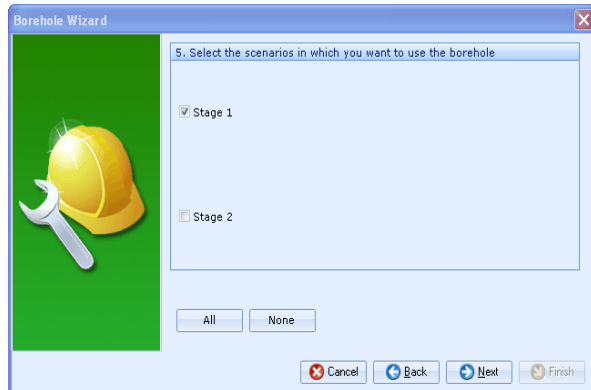 Borehole Wizard
5. Select the scenarios in which you want to use the borehole
Stage 1
Stage 2
All None
Cancel Back Next Finish